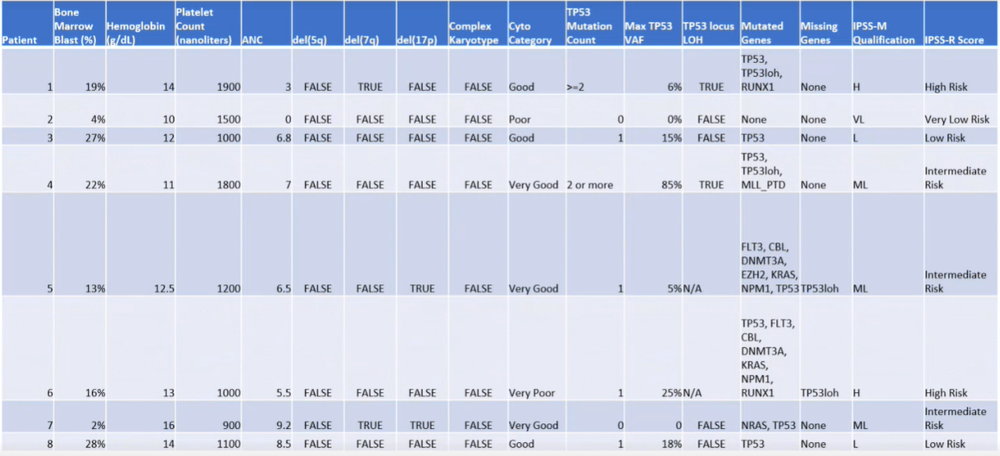 Patient | Bone Marrow Blast (%) | Hemoglobin (g/dL) | Platelet Count (nanoliters) | ANC | del(5q) | del(7q) | del(17p) | Complex Karyotype | Cyto Category | TP53 Mutation Count | Max TP53 VAF | TP53 locus LOH | Mutated Genes | Missing Genes | IPSS-M Qualification | IPSS-R Score
1 | 19% | 14 | 1900 | 3 | FALSE | TRUE | FALSE | FALSE | Good | >=2 | 6% | TRUE | TP53, TP53loh, RUNX1 | None | H | High Risk
2 | 4% | 10 | 1500 | 0 | FALSE | FALSE | FALSE | FALSE | Poor | 0 | 0% | FALSE | None | None | VL | Very Low Risk
3 | 27% | 12 | 1000 | 6.8 | FALSE | FALSE | FALSE | FALSE | Good | 1 | 15% | FALSE | TP53 | None | L | Low Risk
4 | 22% | 11 | 1800 | 7 | FALSE | FALSE | FALSE | FALSE | Very Good | 2 or more | 85% | TRUE | TP53, TP53loh, MLL_PTD | None | ML | Intermediate Risk
5 | 13% | 12.5 | 1200 | 6.5 | FALSE | FALSE | TRUE | FALSE | Very Good | 1 | 5% | N/A | FLT3, CBL, DNMT3A, EZH2, KRAS, NPM1, TP53 | TP53loh | ML | Intermediate Risk
6 | 16% | 13 | 1000 | 5.5 | FALSE | FALSE | FALSE | FALSE | Very Poor | 1 | 25% | N/A | TP53, FLT3, CBL, DNMT3A, KRAS, NPM1, RUNX1 | TP53loh | H | High Risk
7 | 2% | 16 | 900 | 9.2 | FALSE | TRUE | TRUE | FALSE | Very Good | 0 | 0 | FALSE | NRAS, TP53 | None | ML | Intermediate Risk
8 | 28% | 14 | 1100 | 8.5 | FALSE | FALSE | FALSE | FALSE | Good | 1 | 18% | FALSE | TP53 | None | L | Low Risk